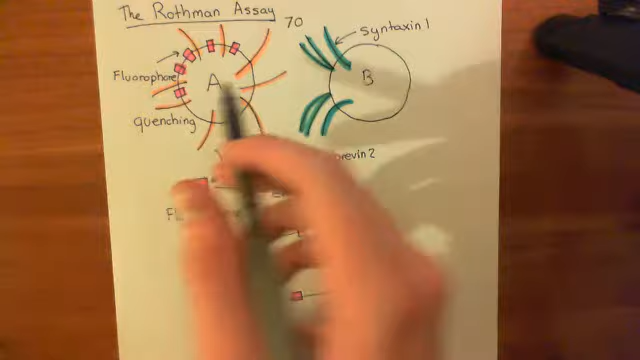 The Rothman Assay
70
syntaxin 1
Fluorophore
A
B
quenching
brevin 2